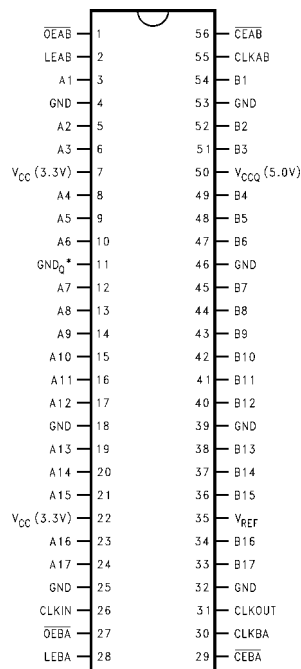 O̅E̅A̅B̅ 1 56 C̅E̅A̅B̅
LEAB 2 55 CLKAB
A1 3 54 B1
GND 4 53 GND
A2 5 52 B2
A3 6 51 B3
VCC (3.3V) 7 50 VCCQ (5.0V)
A4 8 49 B4
A5 9 48 B5
A6 10 47 B6
GNDQ* 11 46 GND
A7 12 45 B7
A8 13 44 B8
A9 14 43 B9
A10 15 42 B10
A11 16 41 B11
A12 17 40 B12
GND 18 39 GND
A13 19 38 B13
A14 20 37 B14
A15 21 36 B15
VCC (3.3V) 22 35 VREF
A16 23 34 B16
A17 24 33 B17
GND 25 32 GND
CLKIN 26 31 CLKOUT
O̅E̅B̅A̅ 27 30 CLKBA
LEBA 28 29 C̅E̅B̅A̅